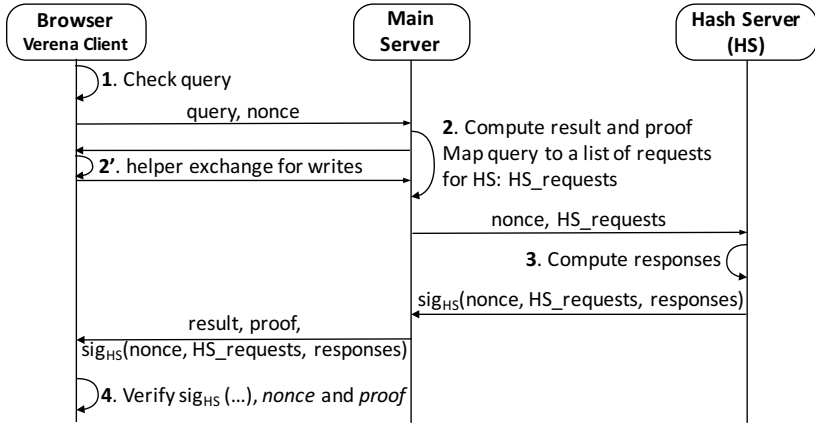 Browser
Verena Client
Main
Server
Hash Server
(HS)
1. Check query
query, nonce
2. Compute result and proof
Map query to a list of requests
for HS: HS_requests
2’. helper exchange for writes
nonce, HS_requests
3. Compute responses
sigHS(nonce, HS_requests, responses)
result, proof,
sigHS(nonce, HS_requests, responses)
4. Verify sigHS (...), nonce and proof